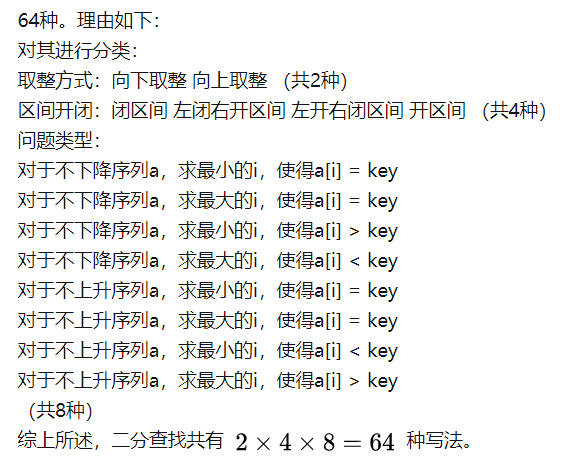 64种。理由如下：
对其进行分类：
取整方式：向下取整 向上取整 （共2种）
区间开闭：闭区间 左闭右开区间 左开右闭区间 开区间 （共4种）
问题类型：
对于不下降序列a，求最小的i，使得a[i] = key
对于不下降序列a，求最大的i，使得a[i] = key
对于不下降序列a，求最小的i，使得a[i] > key
对于不下降序列a，求最大的i，使得a[i] < key
对于不上升序列a，求最小的i，使得a[i] = key
对于不上升序列a，求最大的i，使得a[i] = key
对于不上升序列a，求最小的i，使得a[i] < key
对于不上升序列a，求最大的i，使得a[i] > key
（共8种）
综上所述，二分查找共有 2 × 4 × 8 = 64 种写法。